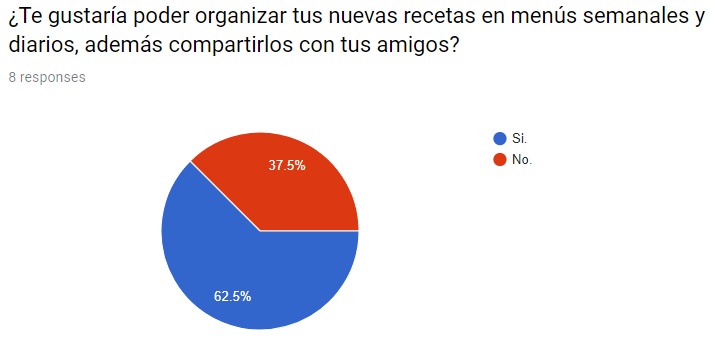 ¿Te gustaría poder organizar tus nuevas recetas en menús semanales y
diarios, además compartirlos con tus amigos?
8 responses
Si.
No.
37.5%
62.5%